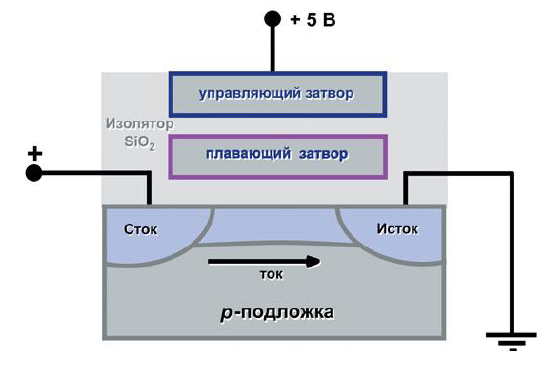 + 5 В
управляющий затвор
Изолятор
SiO₂
плавающий затвор
+
Сток
Исток
ток
p-подложка